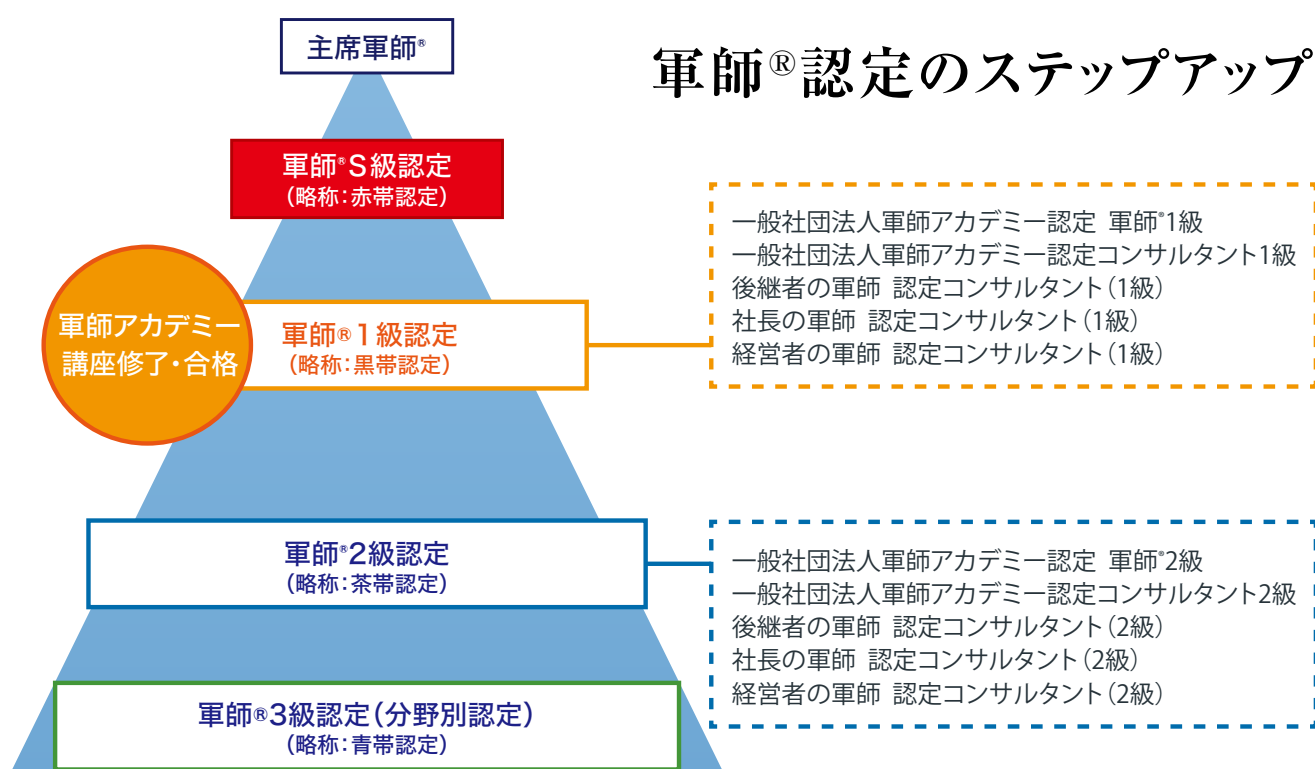 軍師®認定のステップアップ
主席軍師®
軍師®S級認定
(略称:赤帯認定)
軍師アカデミー
講座修了・合格
軍師®1級認定
(略称:黒帯認定)
一般社団法人軍師アカデミー認定 軍師®1級
一般社団法人軍師アカデミー認定コンサルタント1級
後継者の軍師 認定コンサルタント(1級)
社長の軍師 認定コンサルタント(1級)
経営者の軍師 認定コンサルタント(1級)
軍師®2級認定
(略称:茶帯認定)
一般社団法人軍師アカデミー認定 軍師®2級
一般社団法人軍師アカデミー認定コンサルタント2級
後継者の軍師 認定コンサルタント(2級)
社長の軍師 認定コンサルタント(2級)
経営者の軍師 認定コンサルタント(2級)
軍師®3級認定(分野別認定)
(略称:青帯認定)